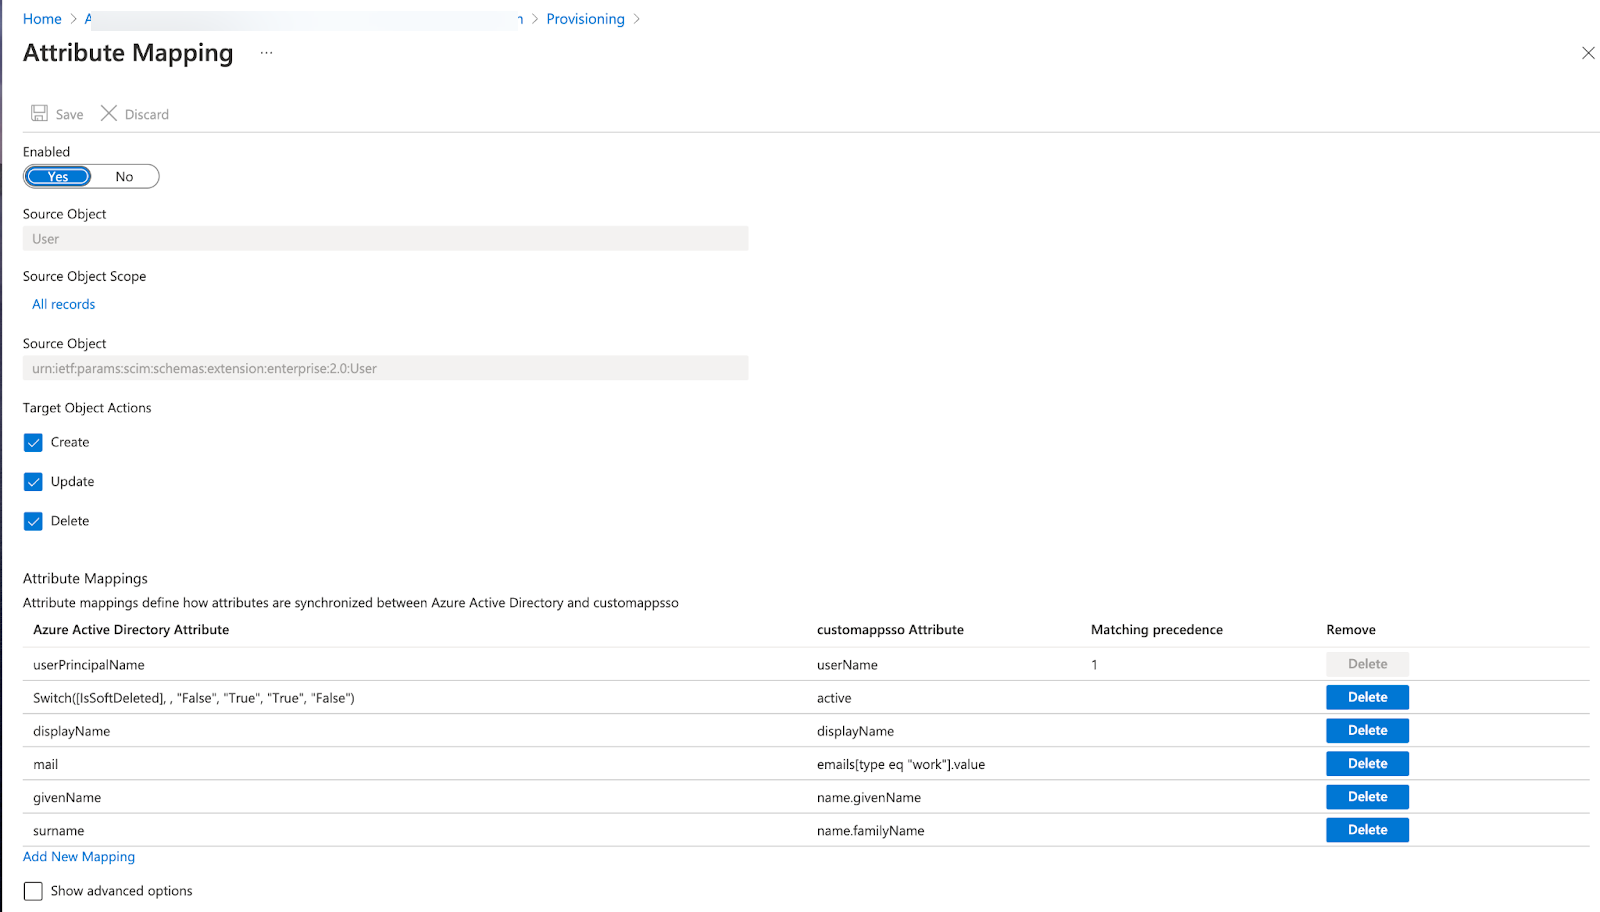 Home > > Provisioning >
Attribute Mapping ...
Save Discard
Enabled
Yes No
Source Object
User
Source Object Scope
All records
Source Object
urn:ietf:params:scim:schemas:extension:enterprise:2.0:User
Target Object Actions
Create
Update
Delete
Attribute Mappings
Attribute mappings define how attributes are synchronized between Azure Active Directory and customappsso
Azure Active Directory Attribute customappsso Attribute Matching precedence Remove
userPrincipalName userName 1 Delete
Switch([IsSoftDeleted], , "False", "True", "True", "False") active Delete
displayName displayName Delete
mail emails[type eq "work"].value Delete
givenName name.givenName Delete
surname name.familyName Delete
Add New Mapping
Show advanced options